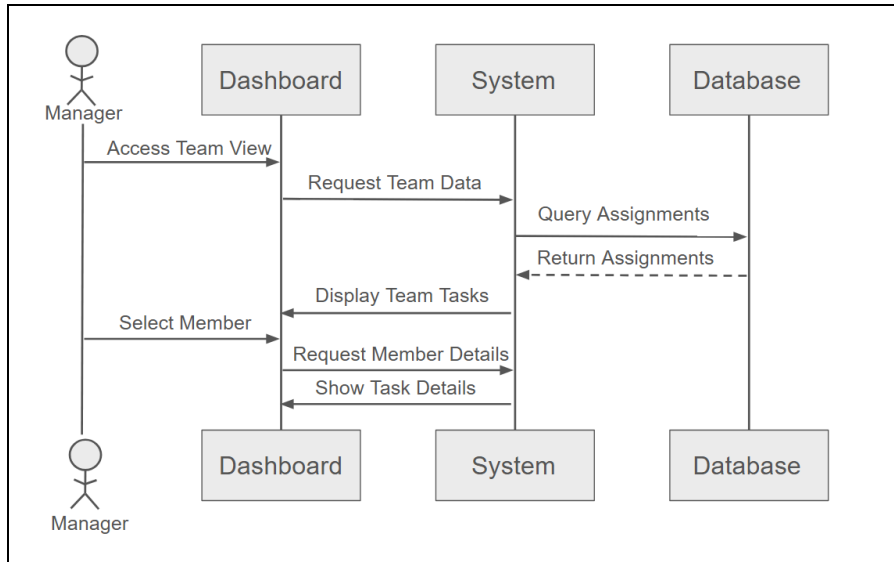 Dashboard
System
Database
Manager
Access Team View
Request Team Data
Query Assignments
Return Assignments
Display Team Tasks
Select Member
Request Member Details
Show Task Details
Dashboard
System
Database
Manager